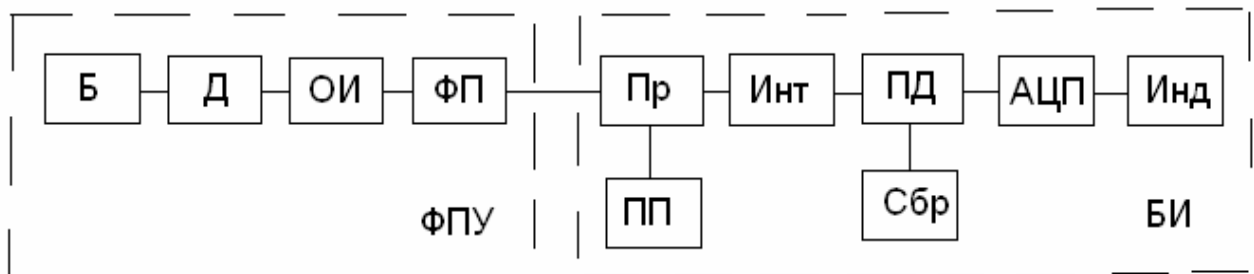 Б Д ОИ ФП Пр Инт ПД АЦП Инд
ПП Сбр
ФПУ БИ